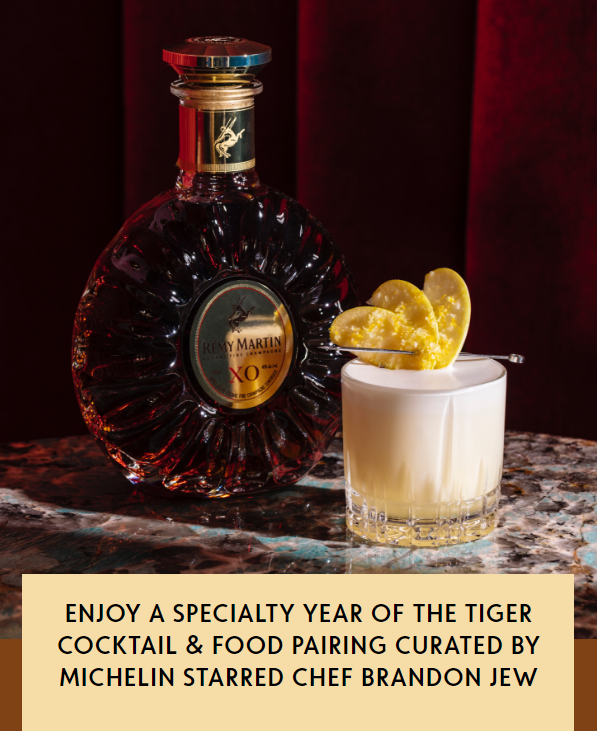 RÉMY MARTIN
XO
ENJOY A SPECIALTY YEAR OF THE TIGER
COCKTAIL & FOOD PAIRING CURATED BY
MICHELIN STARRED CHEF BRANDON JEW